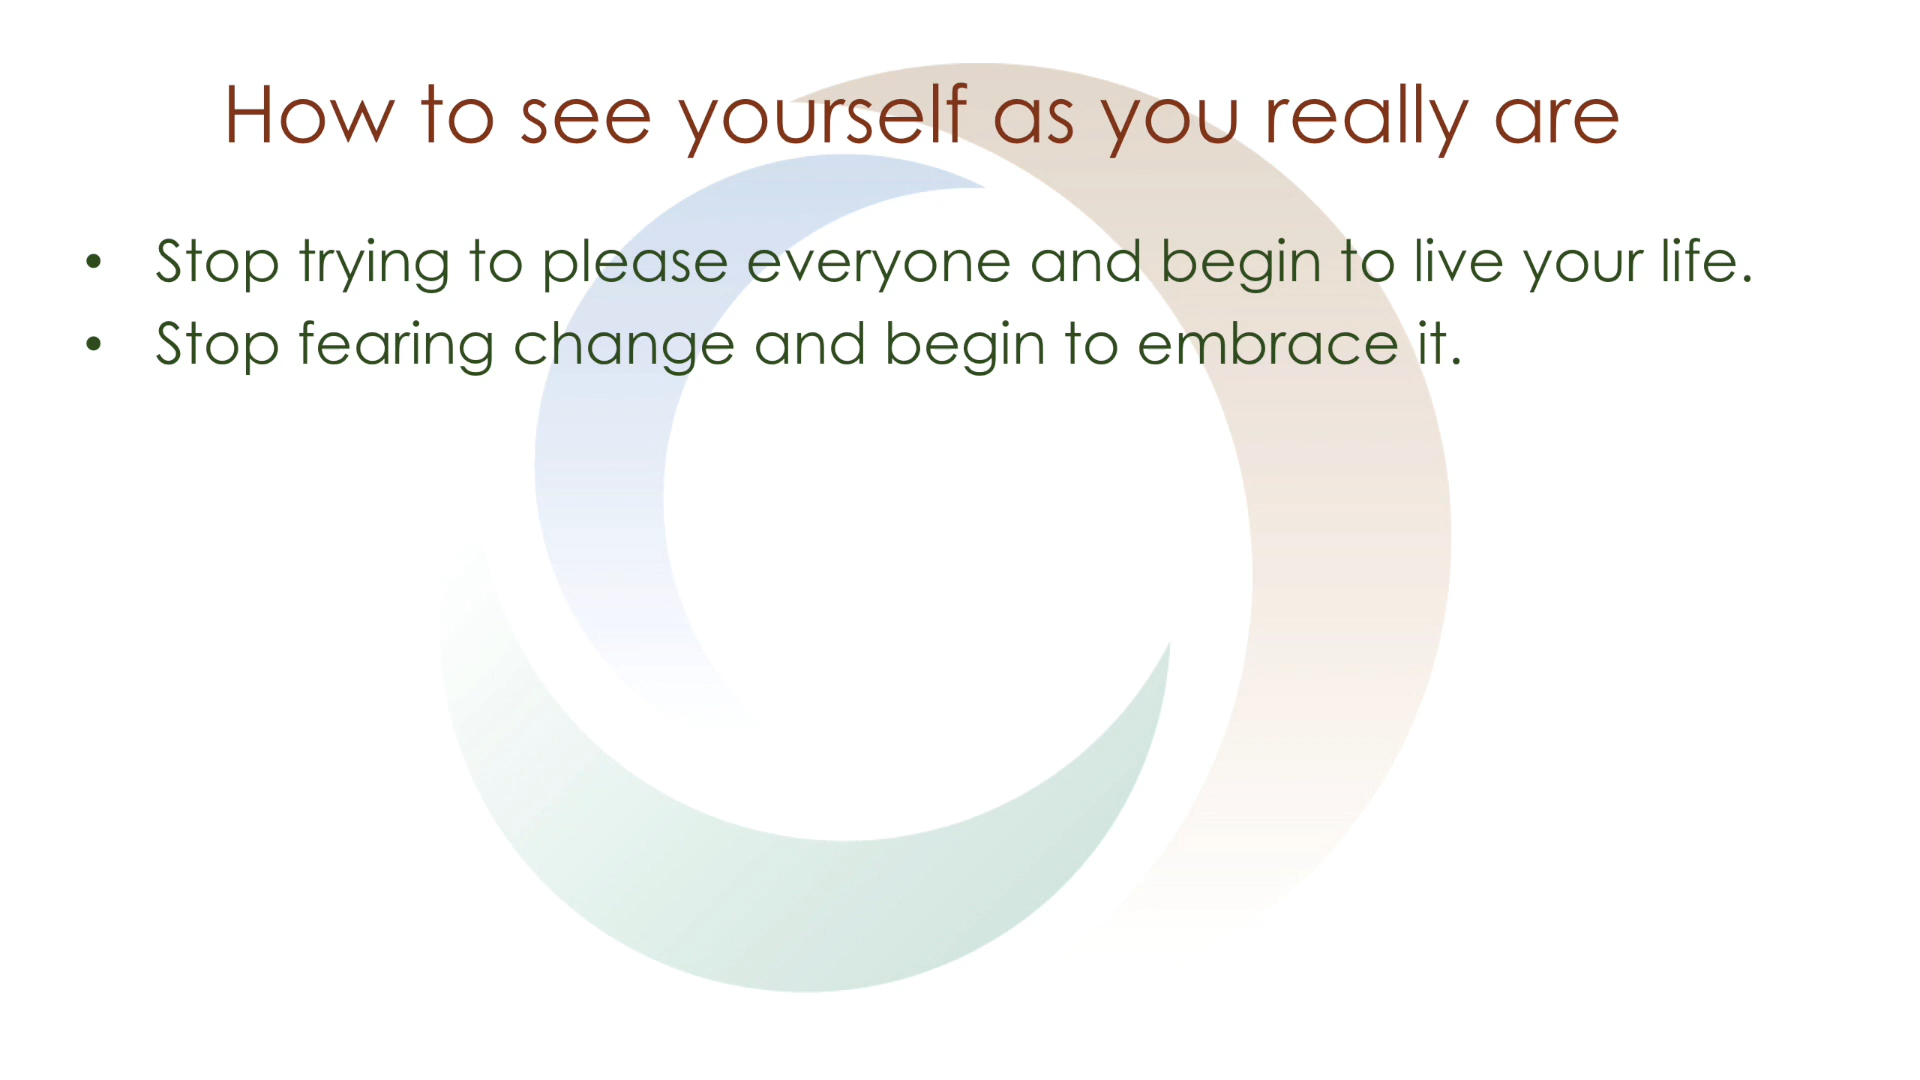 How to see yourself as you really are
• Stop trying to please everyone and begin to live your life.
• Stop fearing change and begin to embrace it.